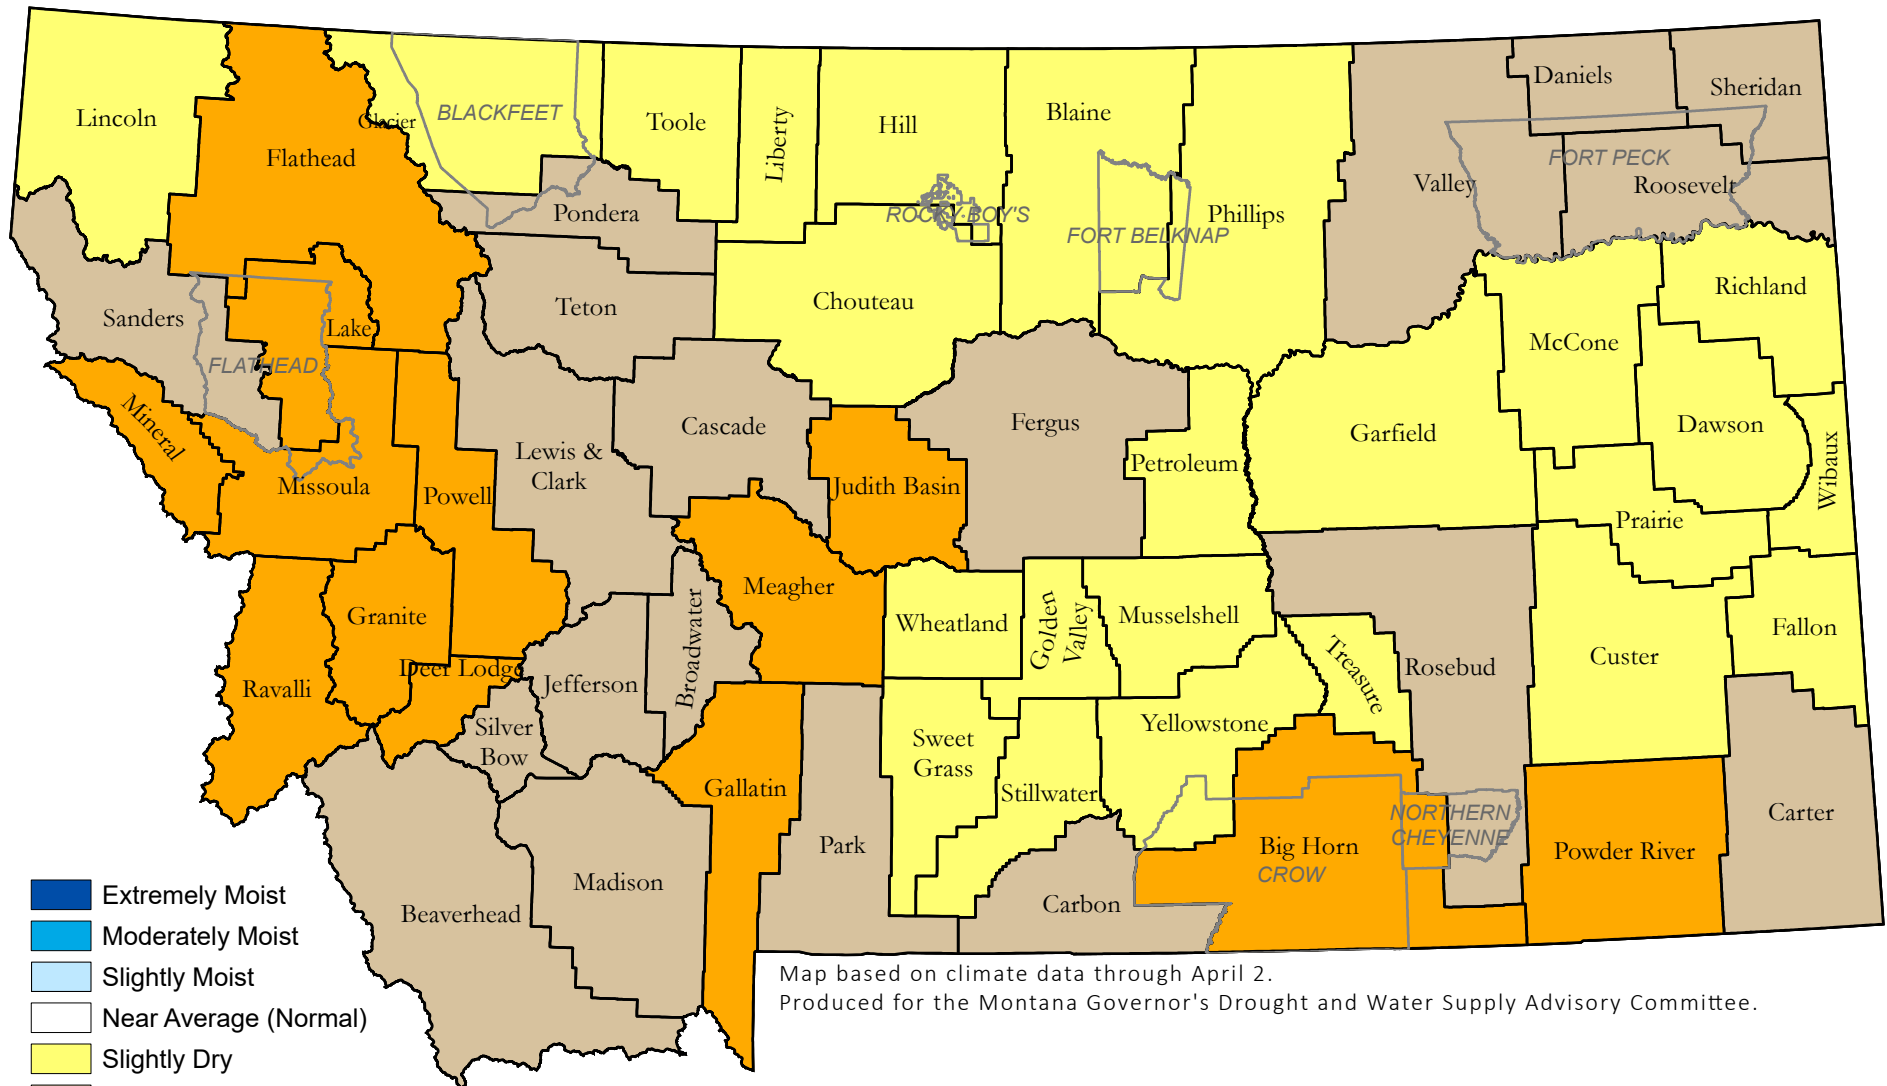 Lincoln
Flathead
Glacier
BLACKFEET
Toole
Liberty
Hill
Blaine
Phillips
Valley
Daniels
Sheridan
FORT PECK
Roosevelt
Pondera
ROCKY BOY'S
FORT BELKNAP
Sanders
Lake
FLATHEAD
Teton
Chouteau
Richland
McCone
Mineral
Missoula
Powell
Lewis &
Clark
Cascade
Judith Basin
Fergus
Petroleum
Garfield
Dawson
Wibaux
Prairie
Ravalli
Granite
Deer Lodge
Silver
Bow
Jefferson
Broadwater
Meagher
Wheatland
Golden
Valley
Musselshell
Treasure
Rosebud
Custer
Fallon
Gallatin
Park
Sweet
Grass
Stillwater
Yellowstone
Big Horn
CROW
NORTHERN
CHEYENNE
Powder River
Carter
Beaverhead
Madison
Carbon
Extremely Moist
Moderately Moist
Slightly Moist
Near Average (Normal)
Slightly Dry
Map based on climate data through April 2.
Produced for the Montana Governor's Drought and Water Supply Advisory Committee.